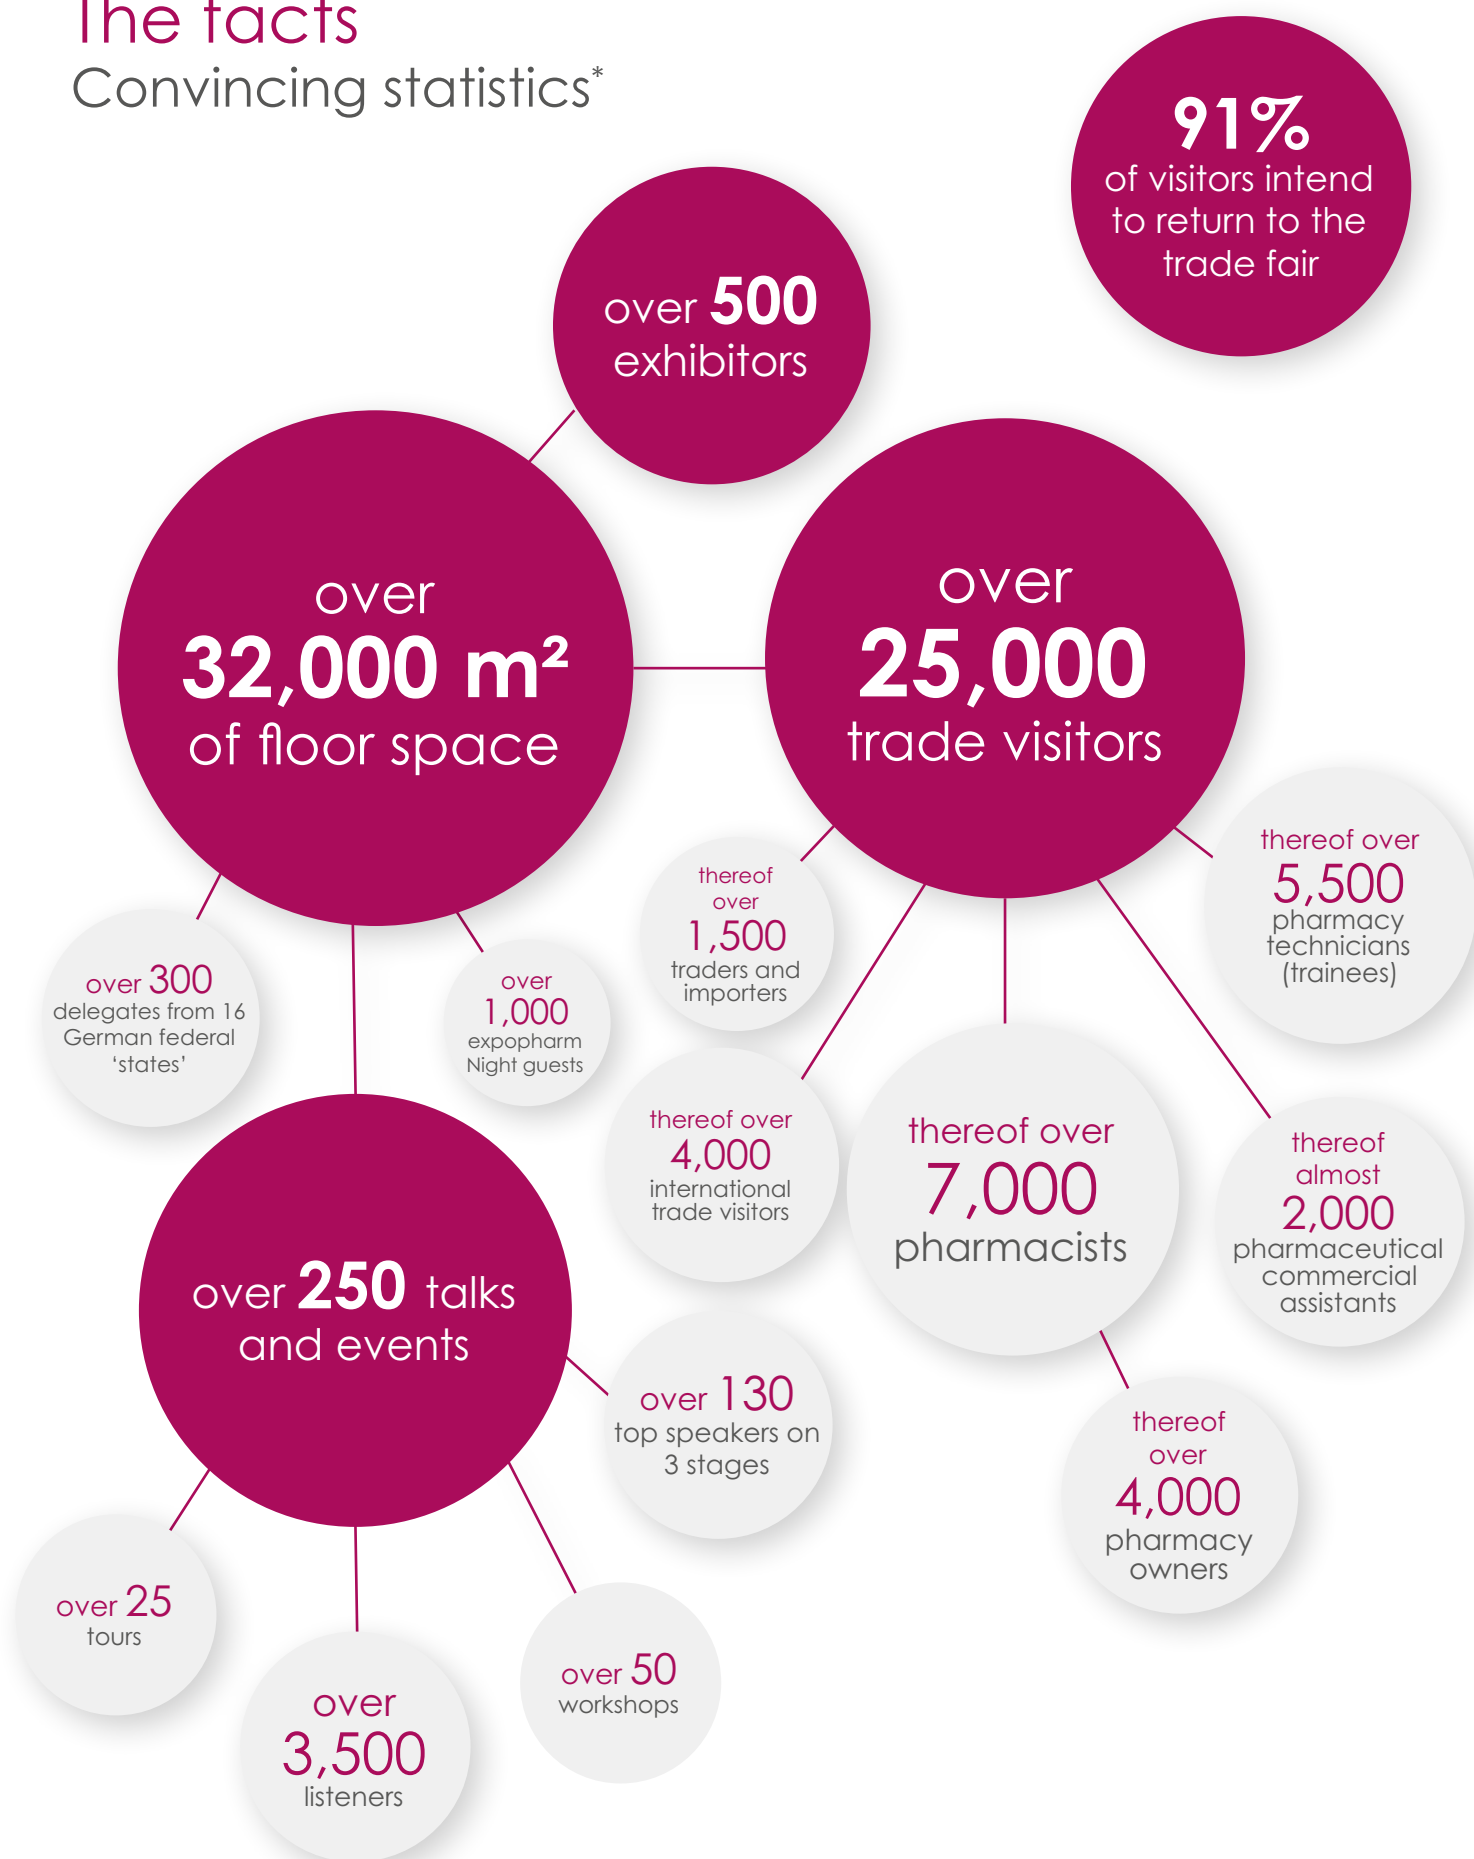 The facts
Convincing statistics*
91%
of visitors intend
to return to the
trade fair
over 500
exhibitors
over
32,000 m²
of floor space
over
25,000
trade visitors
thereof over
5,500
pharmacy
technicians
(trainees)
thereof
over
1,500
traders and
importers
over 300
delegates from 16
German federal
‘states’
over
1,000
expopharm
Night guests
thereof over
4,000
international
trade visitors
thereof over
7,000
pharmacists
thereof
almost
2,000
pharmaceutical
commercial
assistants
over 250 talks
and events
over 130
top speakers on
3 stages
thereof
over
4,000
pharmacy
owners
over 25
tours
over 50
workshops
over
3,500
listeners